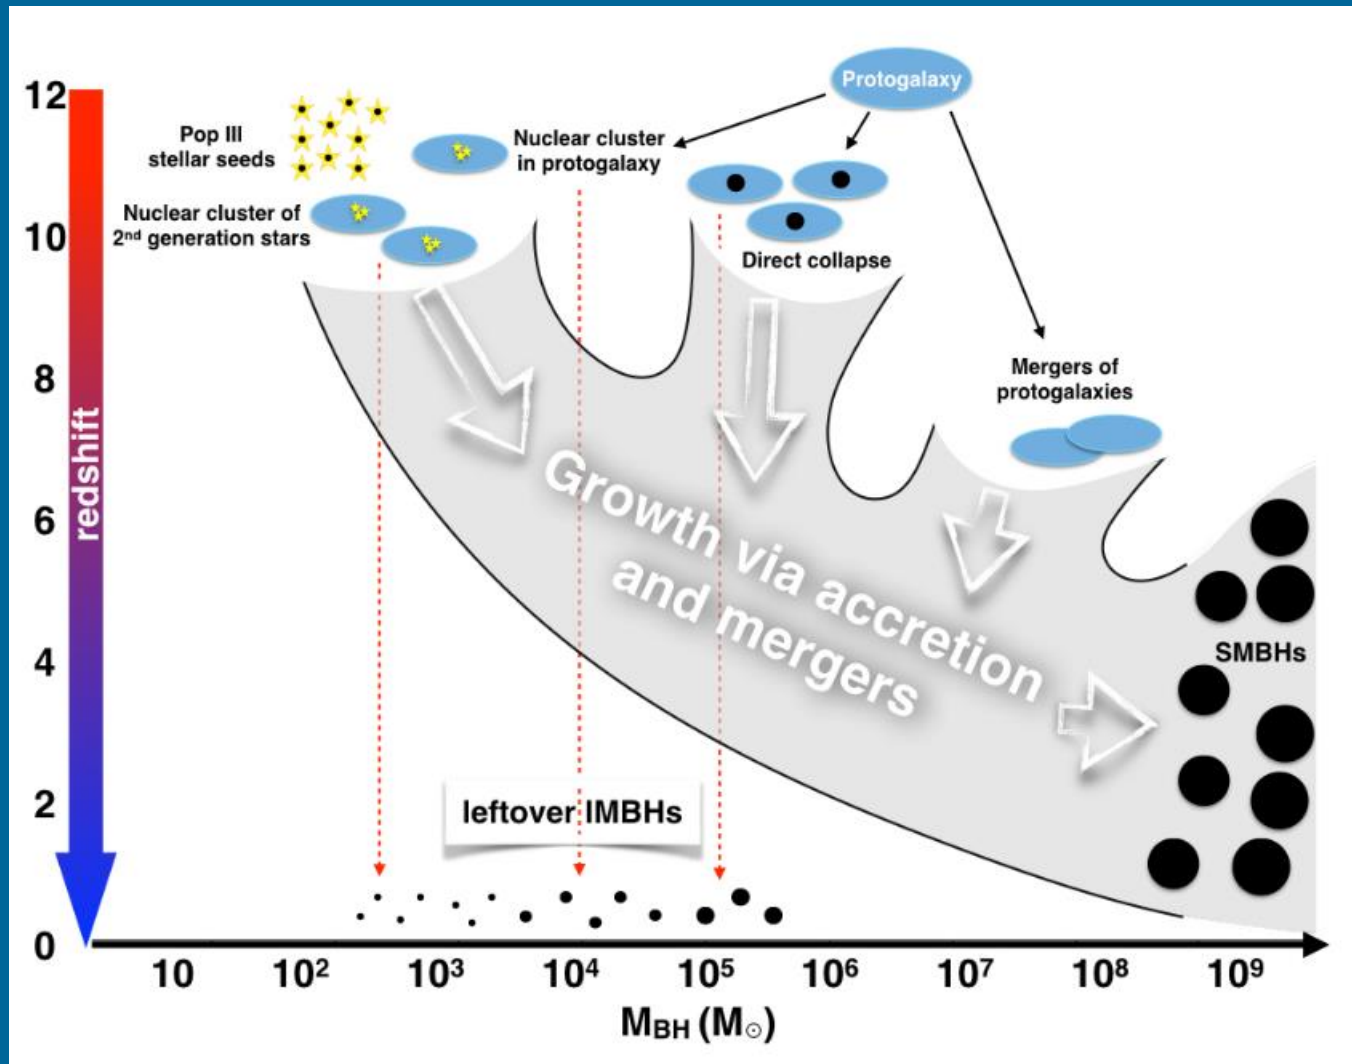 12
10
8
6
4
2
0
redshift
Pop III
stellar seeds
Nuclear cluster of
2nd generation stars
Nuclear cluster
in protogalaxy
Protogalaxy
Direct collapse
Mergers of
protogalaxies
Growth via accretion
and mergers
SMBHs
leftover IMBHs
10 10² 10³ 10⁴ 10⁵ 10⁶ 10⁷ 10⁸ 10⁹
MBH (M☉)